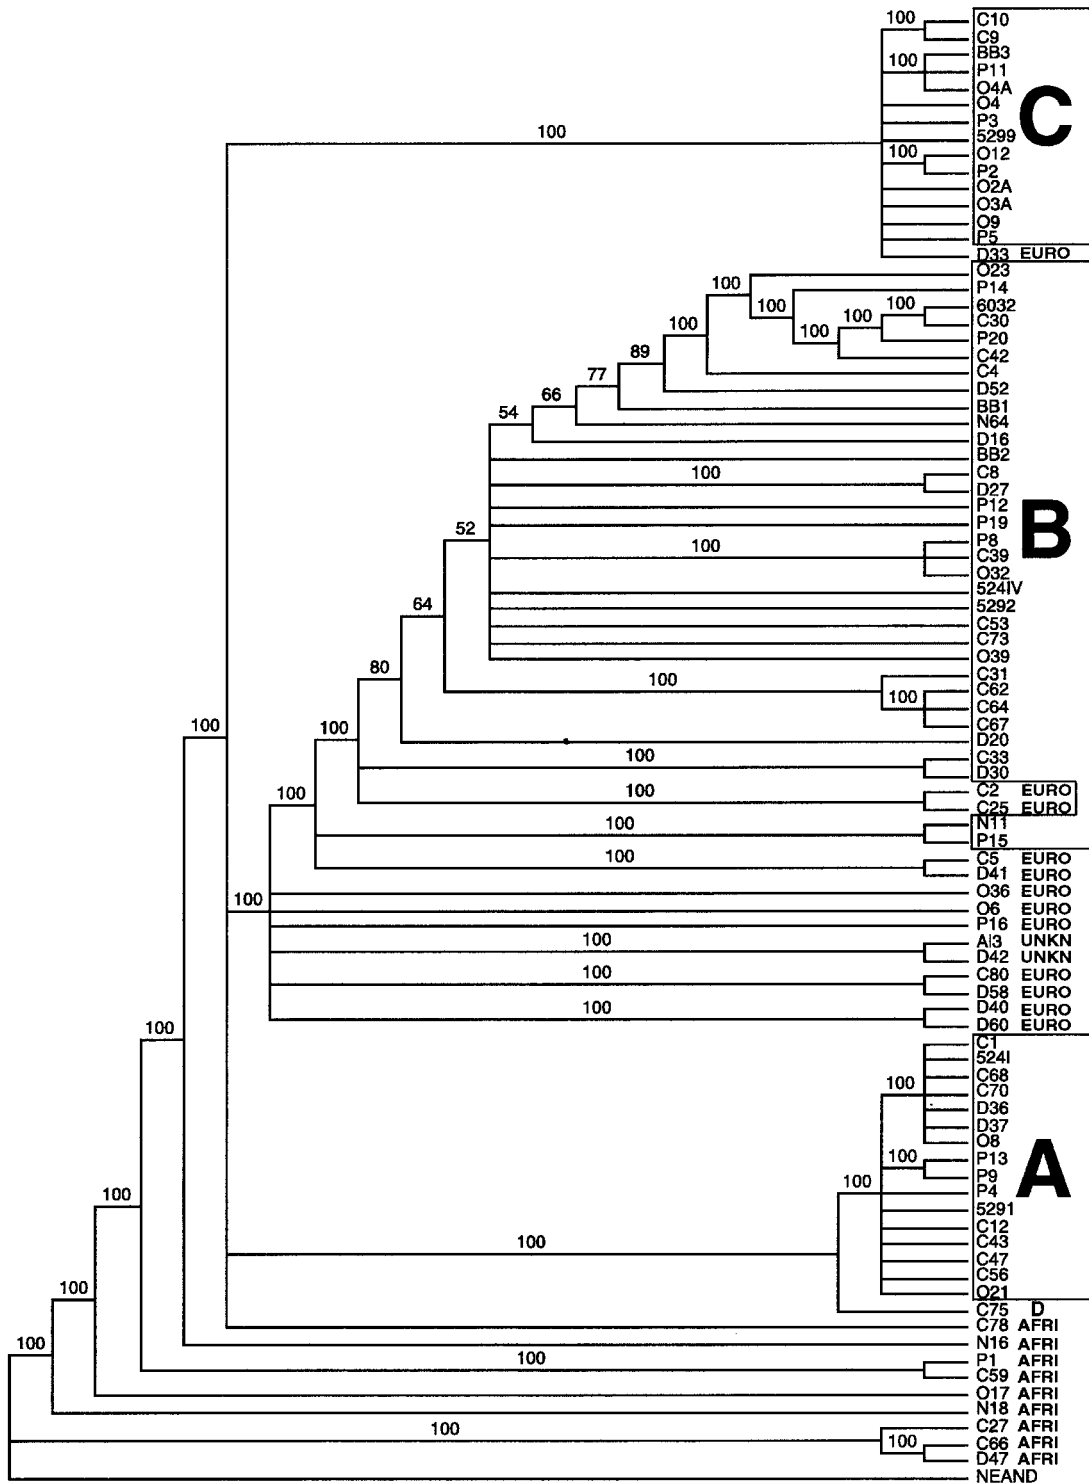 100 C10
C9
BB3
100 P11
O4A
O4
P3
100 5299
100 O12
P2
O2A
O3A
O9
P5
C
D33 EURO
O23
100 P14
100 100 100 6032
C30
100 100 P20
C42
89 C4
77 D52
66 BB1
54 N64
D16
BB2
100 C8
D27
P12
52 P19
100 P8
C39
O32
524IV
64 5292
C53
C73
O39
80 100 C31
100 C62
C64
100 100 C67
D20
100 C33
D30
B
100 100 C2 EURO
C25 EURO
100 N11
P15
100 C5 EURO
D41 EURO
100 O36 EURO
O6 EURO
P16 EURO
100 AI3 UNKN
D42 UNKN
100 C80 EURO
D58 EURO
100 D40 EURO
100 D60 EURO
C1
524I
C68
100 C70
D36
D37
O8
100 P13
P9
100 100 P4
5291
C12
100 C43
C47
C56
100 O21
A
C75 D
C78 AFRI
100 N16 AFRI
100 P1 AFRI
C59 AFRI
O17 AFRI
N18 AFRI
100 C27 AFRI
100 C66 AFRI
D47 AFRI
NEAND